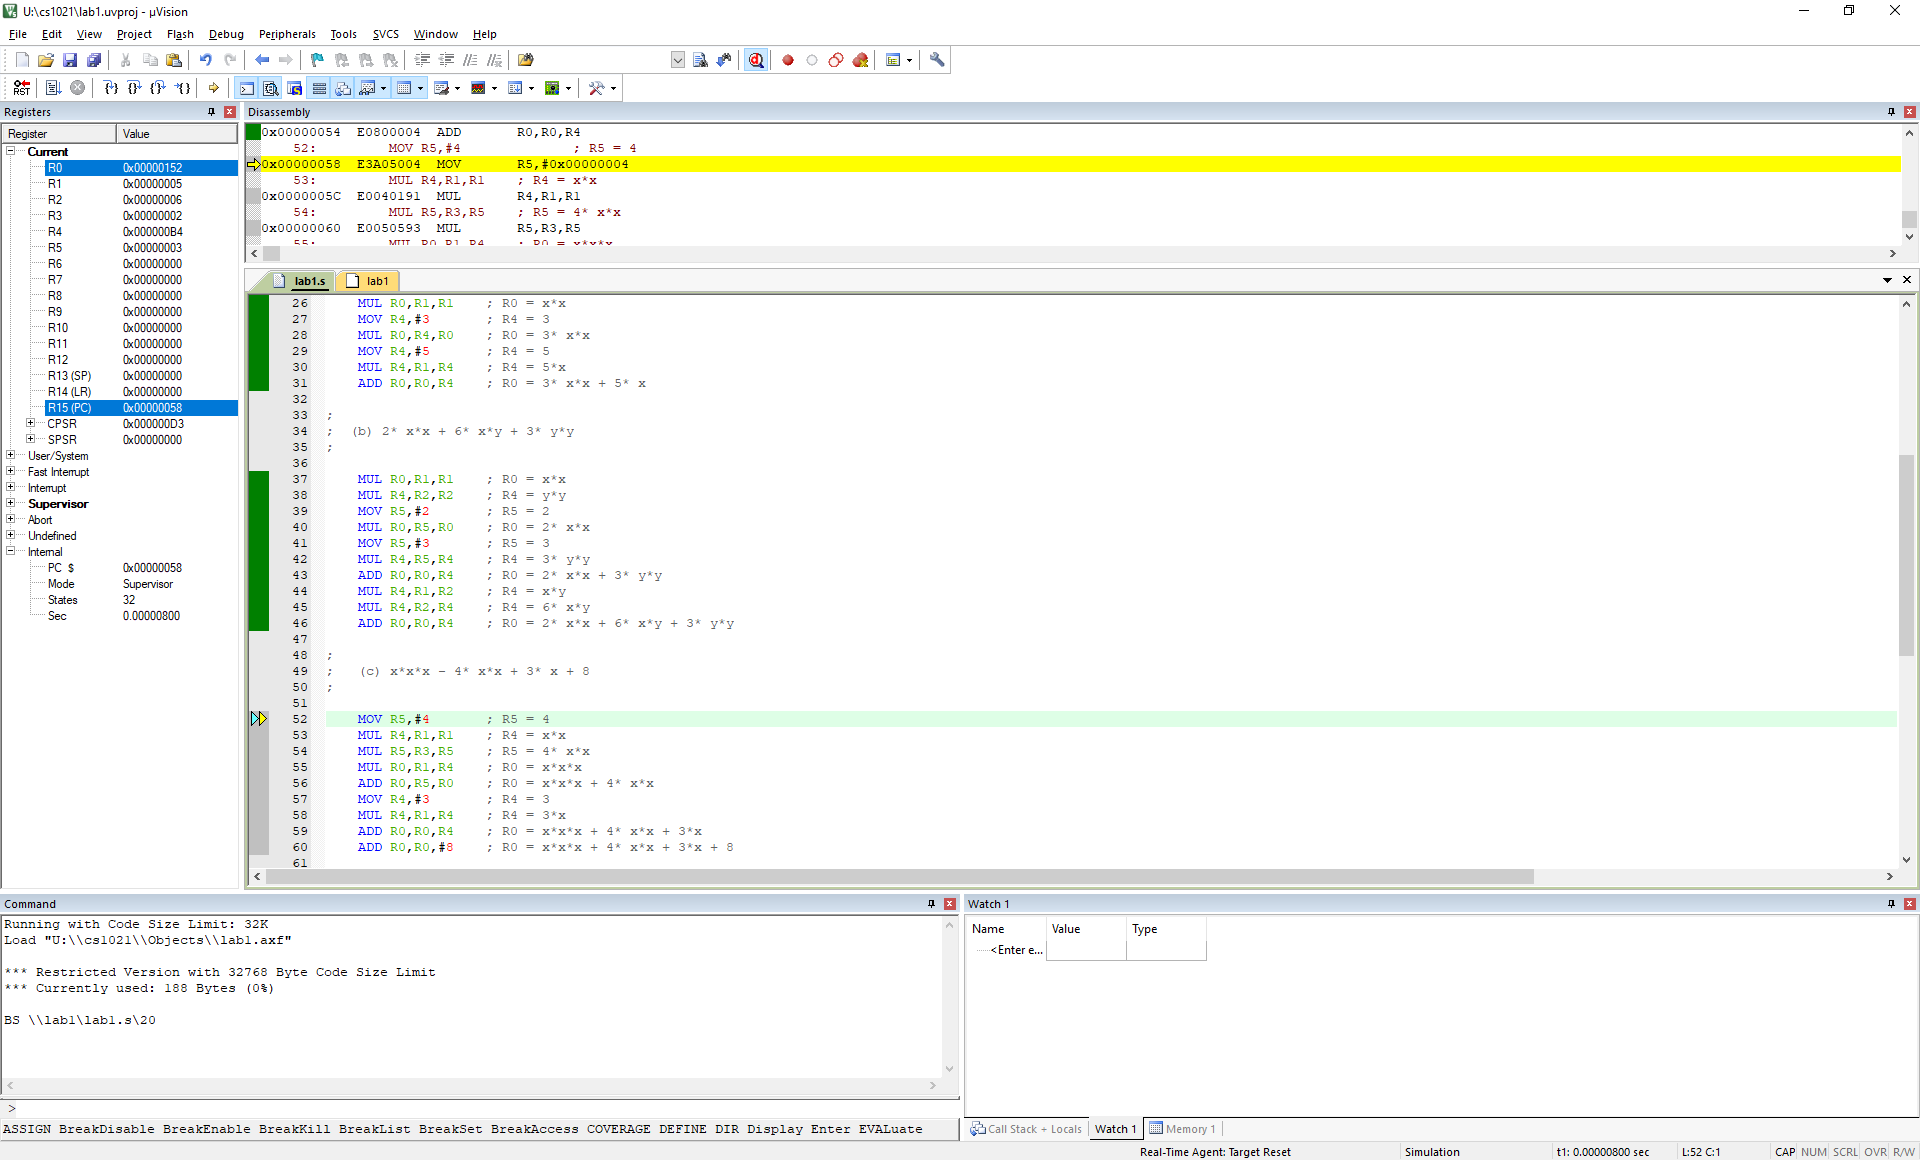 U:\cs1021\lab1.uvproj - µVision
File Edit View Project Flash Debug Peripherals Tools SVCS Window Help
Registers
Register Value
Current
R0 0x00000152
R1 0x00000005
R2 0x00000006
R3 0x00000002
R4 0x000000B4
R5 0x00000003
R6 0x00000000
R7 0x00000000
R8 0x00000000
R9 0x00000000
R10 0x00000000
R11 0x00000000
R12 0x00000000
R13 (SP) 0x00000000
R14 (LR) 0x00000000
R15 (PC) 0x00000058
CPSR 0x000000D3
SPSR 0x00000000
User/System
Fast Interrupt
Interrupt
Supervisor
Abort
Undefined
Internal
PC $ 0x00000058
Mode Supervisor
States 32
Sec 0.00000800
Disassembly
0x00000054 E0800004 ADD R0,R0,R4
52: MOV R5,#4 ; R5 = 4
0x00000058 E3A05004 MOV R5,#0x00000004
53: MUL R4,R1,R1 ; R4 = x*x
0x0000005C E0040191 MUL R4,R1,R1
54: MUL R5,R3,R5 ; R5 = 4* x*x
0x00000060 E0050593 MUL R5,R3,R5
55: MUL R0,R1,R4 ; R0 = x*x*x
lab1.s lab1
26 MUL R0,R1,R1 ; R0 = x*x
27 MOV R4,#3 ; R4 = 3
28 MUL R0,R4,R0 ; R0 = 3* x*x
29 MOV R4,#5 ; R4 = 5
30 MUL R4,R1,R4 ; R4 = 5*x
31 ADD R0,R0,R4 ; R0 = 3* x*x + 5* x
32
33 ;
34 ; (b) 2* x*x + 6* x*y + 3* y*y
35 ;
36
37 MUL R0,R1,R1 ; R0 = x*x
38 MUL R4,R2,R2 ; R4 = y*y
39 MOV R5,#2 ; R5 = 2
40 MUL R0,R5,R0 ; R0 = 2* x*x
41 MOV R5,#3 ; R5 = 3
42 MUL R4,R5,R4 ; R4 = 3* y*y
43 ADD R0,R0,R4 ; R0 = 2* x*x + 3* y*y
44 MUL R4,R1,R2 ; R4 = x*y
45 MUL R4,R2,R4 ; R4 = 6* x*y
46 ADD R0,R0,R4 ; R0 = 2* x*x + 6* x*y + 3* y*y
47
48 ;
49 ; (c) x*x*x - 4* x*x + 3* x + 8
50 ;
51
52 MOV R5,#4 ; R5 = 4
53 MUL R4,R1,R1 ; R4 = x*x
54 MUL R5,R3,R5 ; R5 = 4* x*x
55 MUL R0,R1,R4 ; R0 = x*x*x
56 ADD R0,R5,R0 ; R0 = x*x*x + 4* x*x
57 MOV R4,#3 ; R4 = 3
58 MUL R4,R1,R4 ; R4 = 3*x
59 ADD R0,R0,R4 ; R0 = x*x*x + 4* x*x + 3*x
60 ADD R0,R0,#8 ; R0 = x*x*x + 4* x*x + 3*x + 8
61
Command
Running with Code Size Limit: 32K
Load "U:\\cs1021\\Objects\\lab1.axf"
*** Restricted Version with 32768 Byte Code Size Limit
*** Currently used: 188 Bytes (0%)
BS \\lab1\lab1.s\20
>
ASSIGN BreakDisable BreakEnable BreakKill BreakList BreakSet BreakAccess COVERAGE DEFINE DIR Display Enter EVALuate
Watch 1
Name Value Type
<Enter e...
Call Stack + Locals Watch 1 Memory 1
Real-Time Agent: Target Reset Simulation t1: 0.00000800 sec L:52 C:1 CAP NUM SCRL OVR R/W